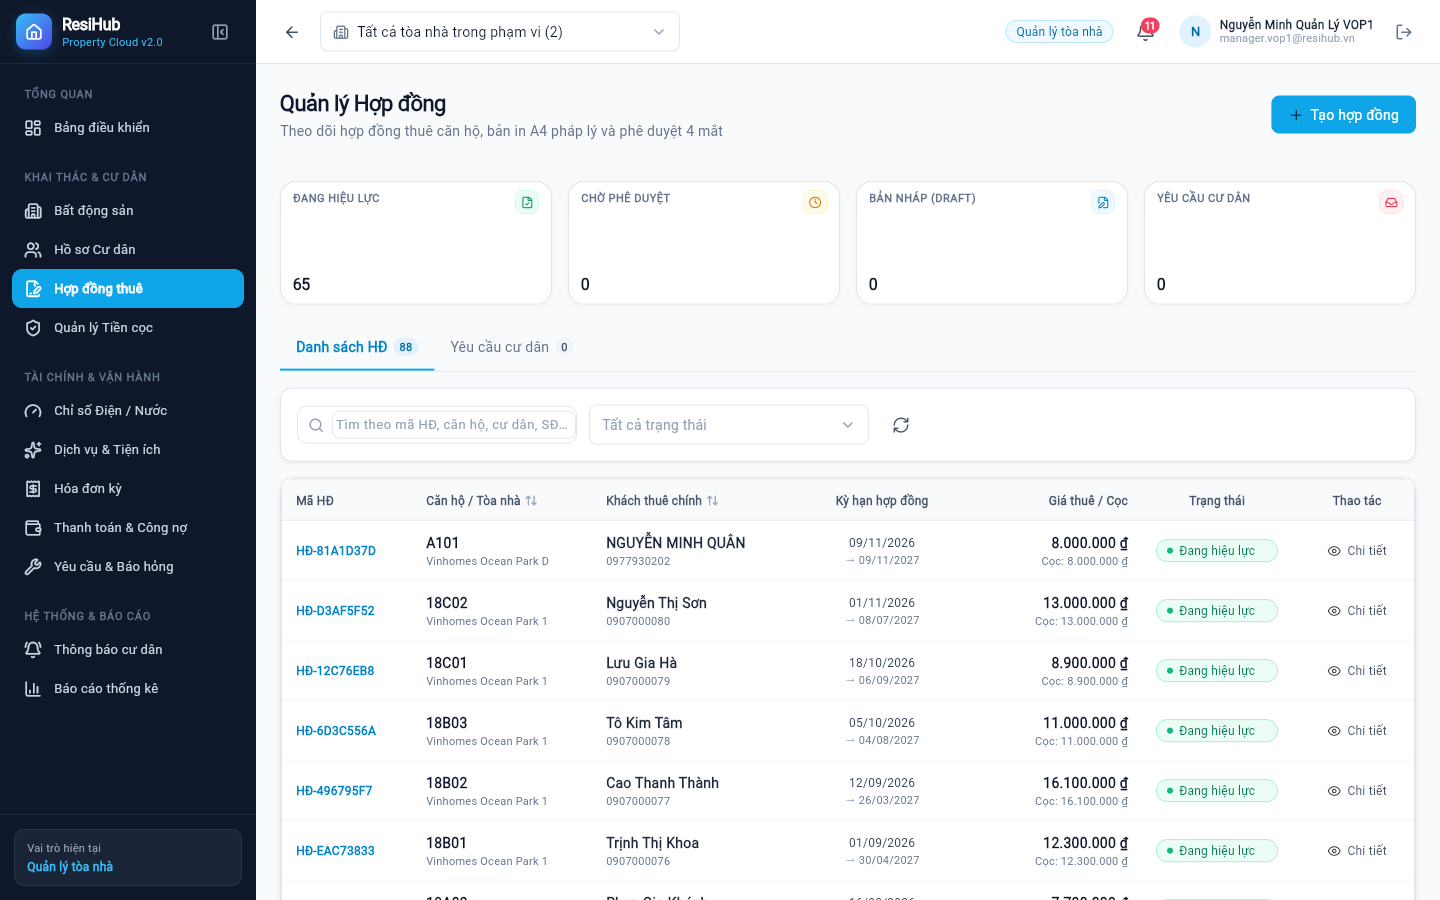 ResiHub
Property Cloud v2.0
TỔNG QUAN
Bảng điều khiển
KHAI THÁC & CƯ DÂN
Bất động sản
Hồ sơ Cư dân
Hợp đồng thuê
Quản lý Tiền cọc
TÀI CHÍNH & VẬN HÀNH
Chỉ số Điện / Nước
Dịch vụ & Tiện ích
Hóa đơn kỳ
Thanh toán & Công nợ
Yêu cầu & Báo hỏng
HỆ THỐNG & BÁO CÁO
Thông báo cư dân
Báo cáo thống kê
Vai trò hiện tại
Quản lý tòa nhà
Tất cả tòa nhà trong phạm vi (2)
Quản lý tòa nhà
11
N
Nguyễn Minh Quản Lý VOP1
manager.vop1@resihub.vn
Quản lý Hợp đồng
Theo dõi hợp đồng thuê căn hộ, bản in A4 pháp lý và phê duyệt 4 mắt
Tạo hợp đồng
ĐANG HIỆU LỰC
65
CHỜ PHÊ DUYỆT
0
BẢN NHÁP (DRAFT)
0
YÊU CẦU CƯ DÂN
0
Danh sách HĐ 88
Yêu cầu cư dân 0
Tìm theo mã HĐ, căn hộ, cư dân, SĐ...
Tất cả trạng thái
Mã HĐ Căn hộ / Tòa nhà Khách thuê chính Kỳ hạn hợp đồng Giá thuê / Cọc Trạng thái Thao tác
HĐ-81A1D37D A101 NGUYỄN MINH QUÂN 09/11/2026 8.000.000 ₫ Đang hiệu lực Chi tiết
Vinhomes Ocean Park D 0977930202 → 09/11/2027 Cọc: 8.000.000 ₫
HĐ-D3AF5F52 18C02 Nguyễn Thị Sơn 01/11/2026 13.000.000 ₫ Đang hiệu lực Chi tiết
Vinhomes Ocean Park 1 0907000080 → 08/07/2027 Cọc: 13.000.000 ₫
HĐ-12C76EB8 18C01 Lưu Gia Hà 18/10/2026 8.900.000 ₫ Đang hiệu lực Chi tiết
Vinhomes Ocean Park 1 0907000079 → 06/09/2027 Cọc: 8.900.000 ₫
HĐ-6D3C556A 18B03 Tô Kim Tâm 05/10/2026 11.000.000 ₫ Đang hiệu lực Chi tiết
Vinhomes Ocean Park 1 0907000078 → 04/08/2027 Cọc: 11.000.000 ₫
HĐ-496795F7 18B02 Cao Thanh Thành 12/09/2026 16.100.000 ₫ Đang hiệu lực Chi tiết
Vinhomes Ocean Park 1 0907000077 → 26/03/2027 Cọc: 16.100.000 ₫
HĐ-EAC73833 18B01 Trịnh Thị Khoa 01/09/2026 12.300.000 ₫ Đang hiệu lực Chi tiết
Vinhomes Ocean Park 1 0907000076 → 30/04/2027 Cọc: 12.300.000 ₫